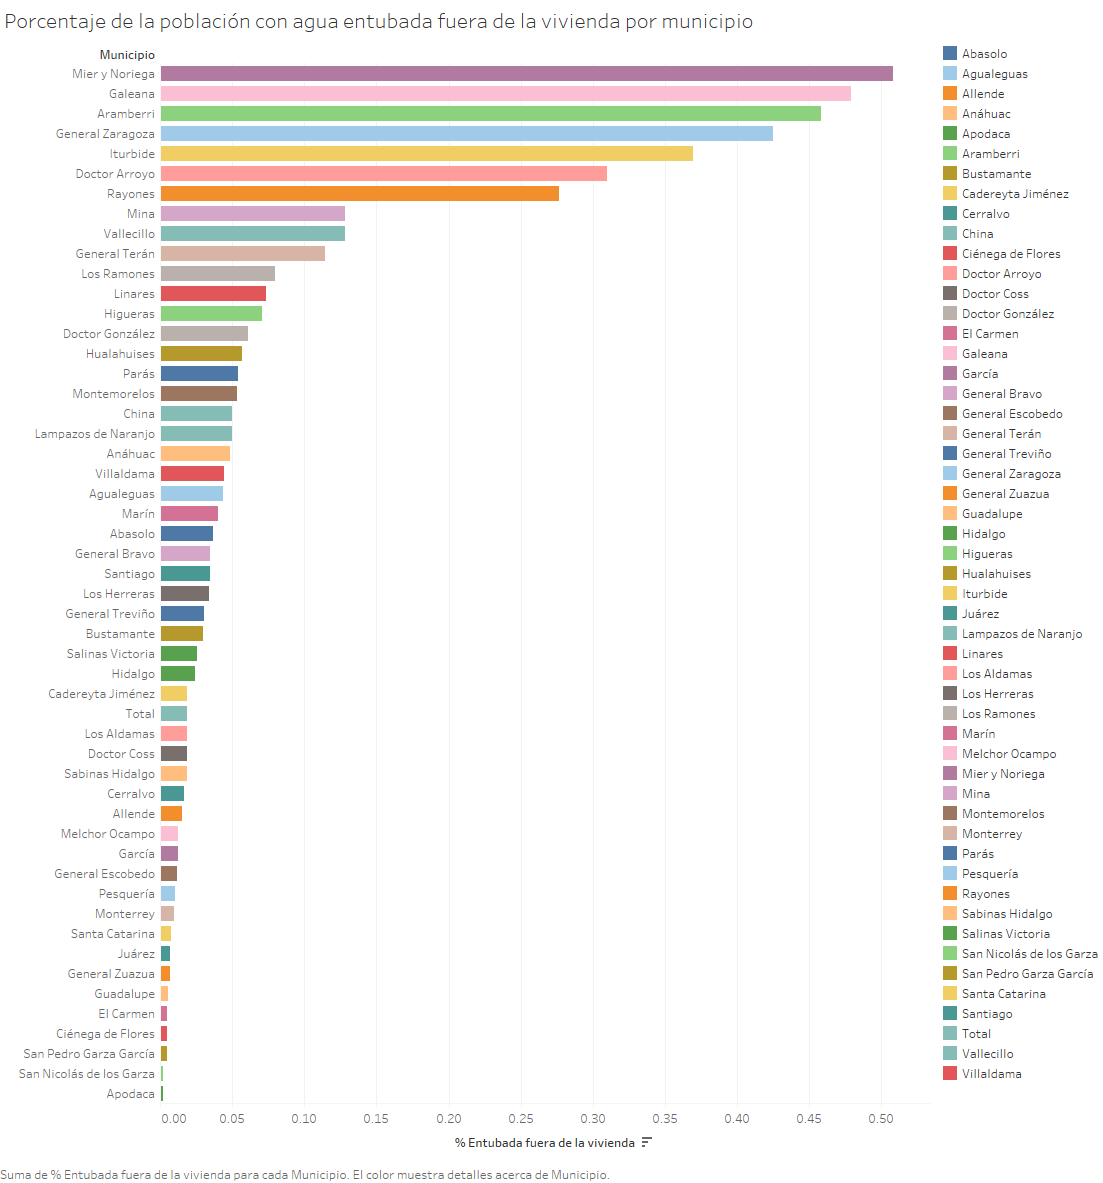 Porcentaje de la población con agua entubada fuera de la vivienda por municipio
Municipio
Mier y Noriega
Galeana
Aramberri
General Zaragoza
Iturbide
Doctor Arroyo
Rayones
Mina
Vallecillo
General Terán
Los Ramones
Linares
Higueras
Doctor González
Hualahuises
Parás
Montemorelos
China
Lampazos de Naranjo
Anáhuac
Villaldama
Agualeguas
Marín
Abasolo
General Bravo
Santiago
Los Herreras
General Treviño
Bustamante
Salinas Victoria
Hidalgo
Cadereyta Jiménez
Total
Los Aldamas
Doctor Coss
Sabinas Hidalgo
Cerralvo
Allende
Melchor Ocampo
García
General Escobedo
Pesquería
Monterrey
Santa Catarina
Juárez
General Zuazua
Guadalupe
El Carmen
Ciénega de Flores
San Pedro Garza García
San Nicolás de los Garza
Apodaca
0.00 0.05 0.10 0.15 0.20 0.25 0.30 0.35 0.40 0.45 0.50
% Entubada fuera de la vivienda
Abasolo
Agualeguas
Allende
Anáhuac
Apodaca
Aramberri
Bustamante
Cadereyta Jiménez
Cerralvo
China
Ciénega de Flores
Doctor Arroyo
Doctor Coss
Doctor González
El Carmen
Galeana
García
General Bravo
General Escobedo
General Terán
General Treviño
General Zaragoza
General Zuazua
Guadalupe
Hidalgo
Higueras
Hualahuises
Iturbide
Juárez
Lampazos de Naranjo
Linares
Los Aldamas
Los Herreras
Los Ramones
Marín
Melchor Ocampo
Mier y Noriega
Mina
Montemorelos
Monterrey
Parás
Pesquería
Rayones
Sabinas Hidalgo
Salinas Victoria
San Nicolás de los Garza
San Pedro Garza García
Santa Catarina
Santiago
Total
Vallecillo
Villaldama
Suma de % Entubada fuera de la vivienda para cada Municipio. El color muestra detalles acerca de Municipio.